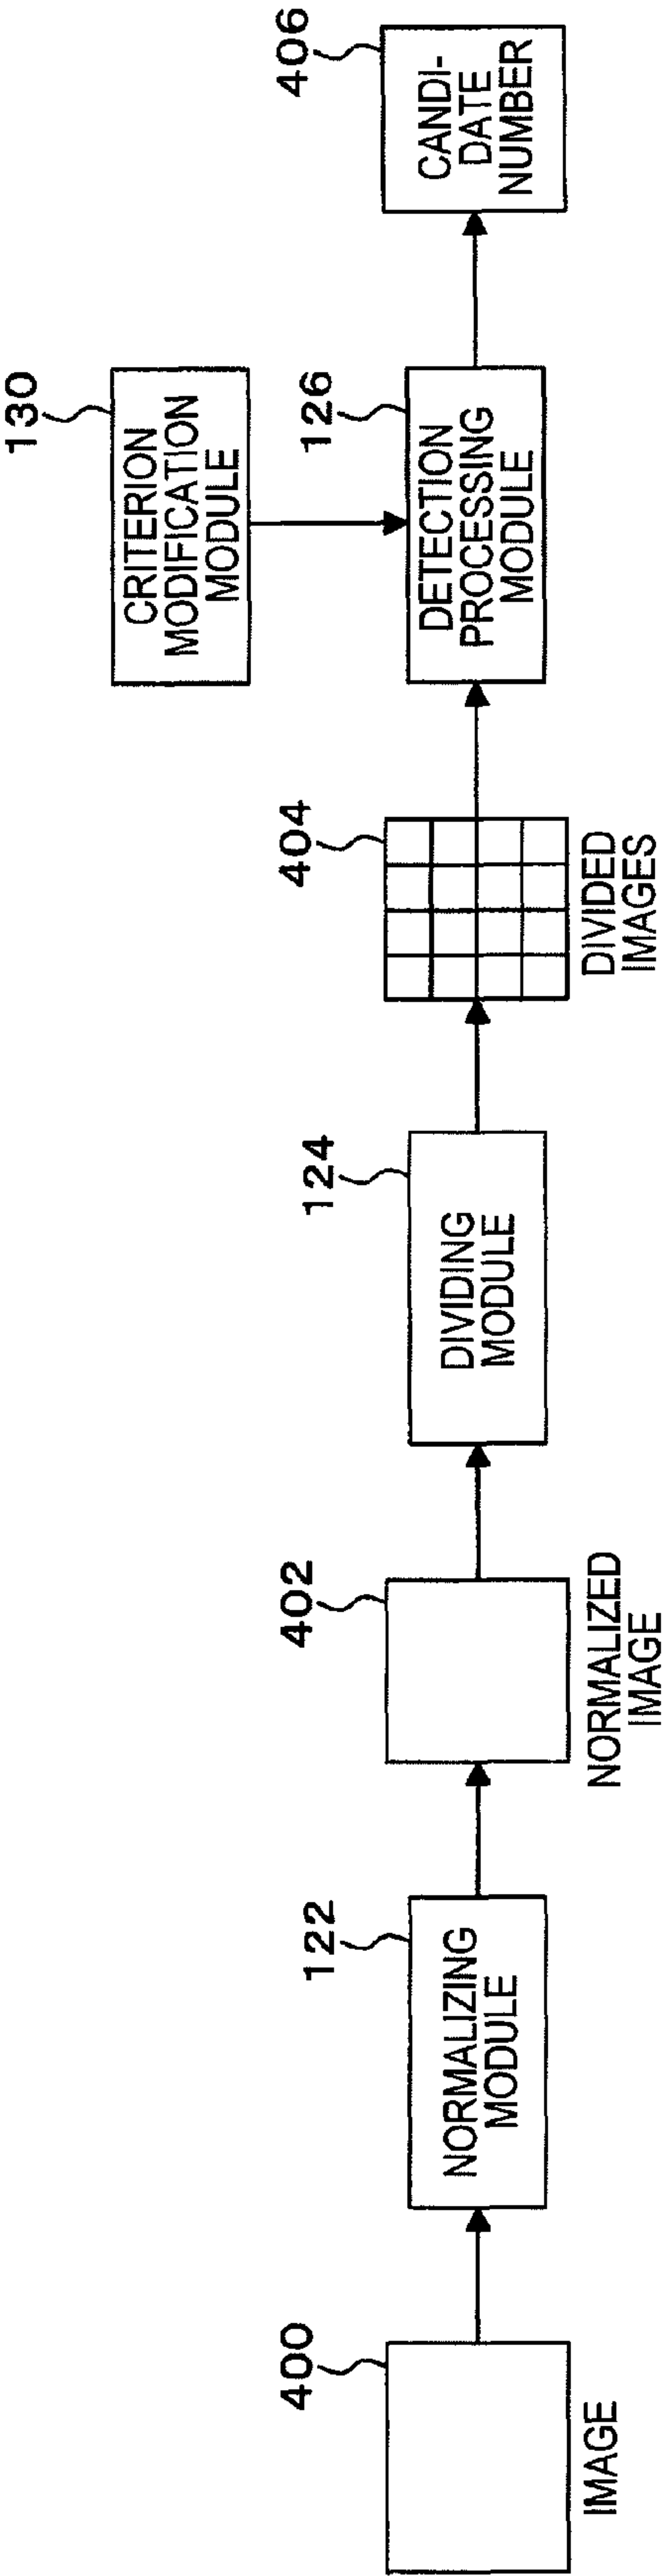 400
IMAGE
122
NORMALIZING
MODULE
402
NORMALIZED
IMAGE
124
DIVIDING
MODULE
404
DIVIDED
IMAGES
130
CRITERION
MODIFICATION
MODULE
126
DETECTION
PROCESSING
MODULE
406
CANDI-
DATE
NUMBER